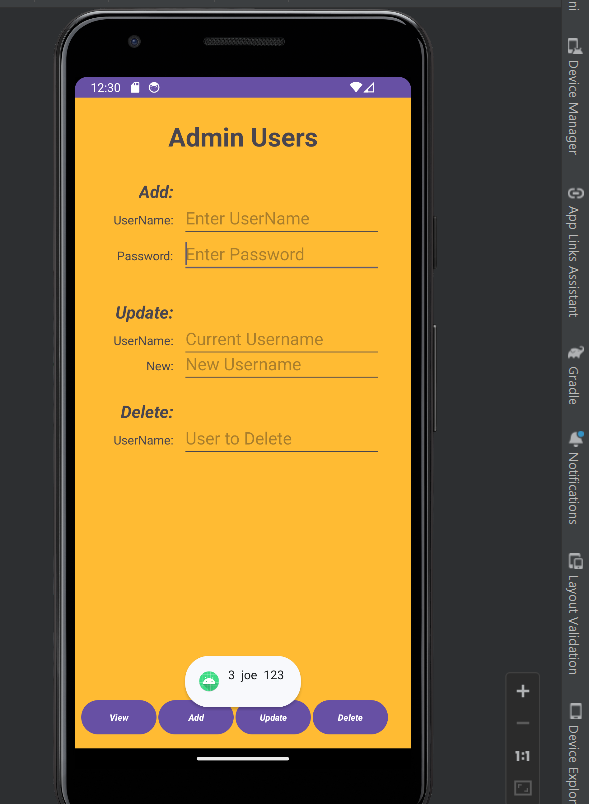 ni
12:30
Device Manager
Admin Users
Add:
UserName: Enter UserName
Password: Enter Password
App Links Assistant
Update:
UserName: Current Username
New: New Username
Gradle
Delete:
UserName: User to Delete
Notifications
Layout Validation
3 joe 123
View Add Update Delete
1:1
Device Explor